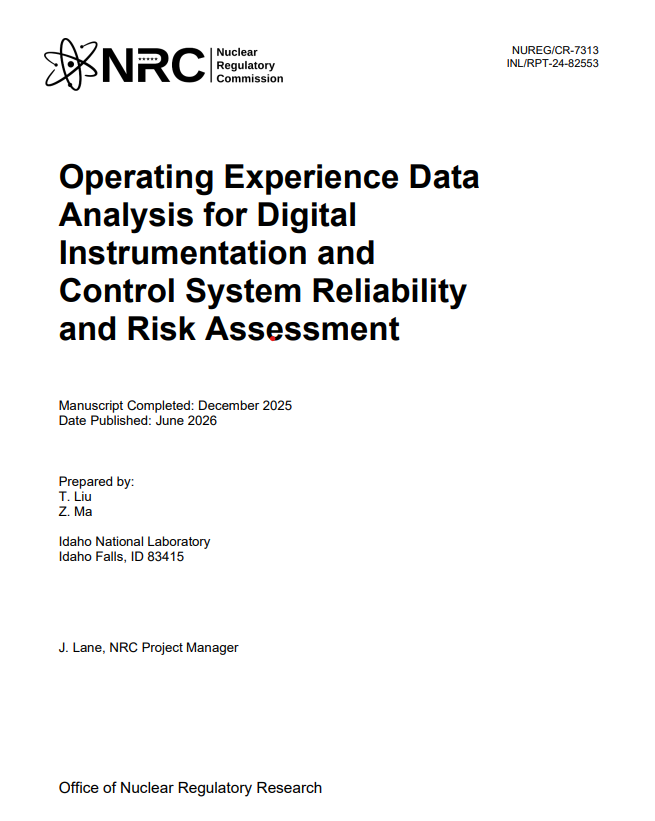 NRC
Nuclear
Regulatory
Commission
NUREG/CR-7313
INL/RPT-24-82553
Operating Experience Data
Analysis for Digital
Instrumentation and
Control System Reliability
and Risk Assessment
Manuscript Completed: December 2025
Date Published: June 2026
Prepared by:
T. Liu
Z. Ma
Idaho National Laboratory
Idaho Falls, ID 83415
J. Lane, NRC Project Manager
Office of Nuclear Regulatory Research